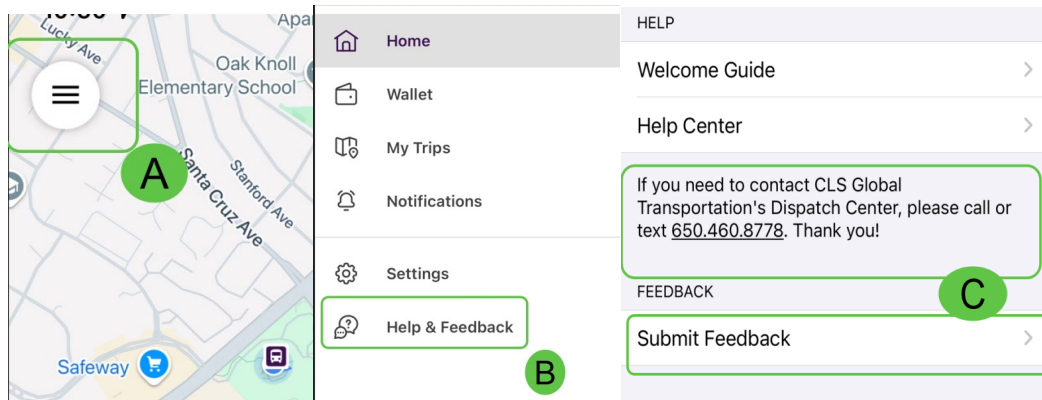 Lucky Ave
Oak Knoll
Elementary School
A
Santa Cruz Ave
Stanford Ave
Safeway
Home
Wallet
My Trips
Notifications
Settings
Help & Feedback
B
HELP
Welcome Guide
Help Center
If you need to contact CLS Global
Transportation's Dispatch Center, please call or
text 650.460.8778. Thank you!
C
FEEDBACK
Submit Feedback